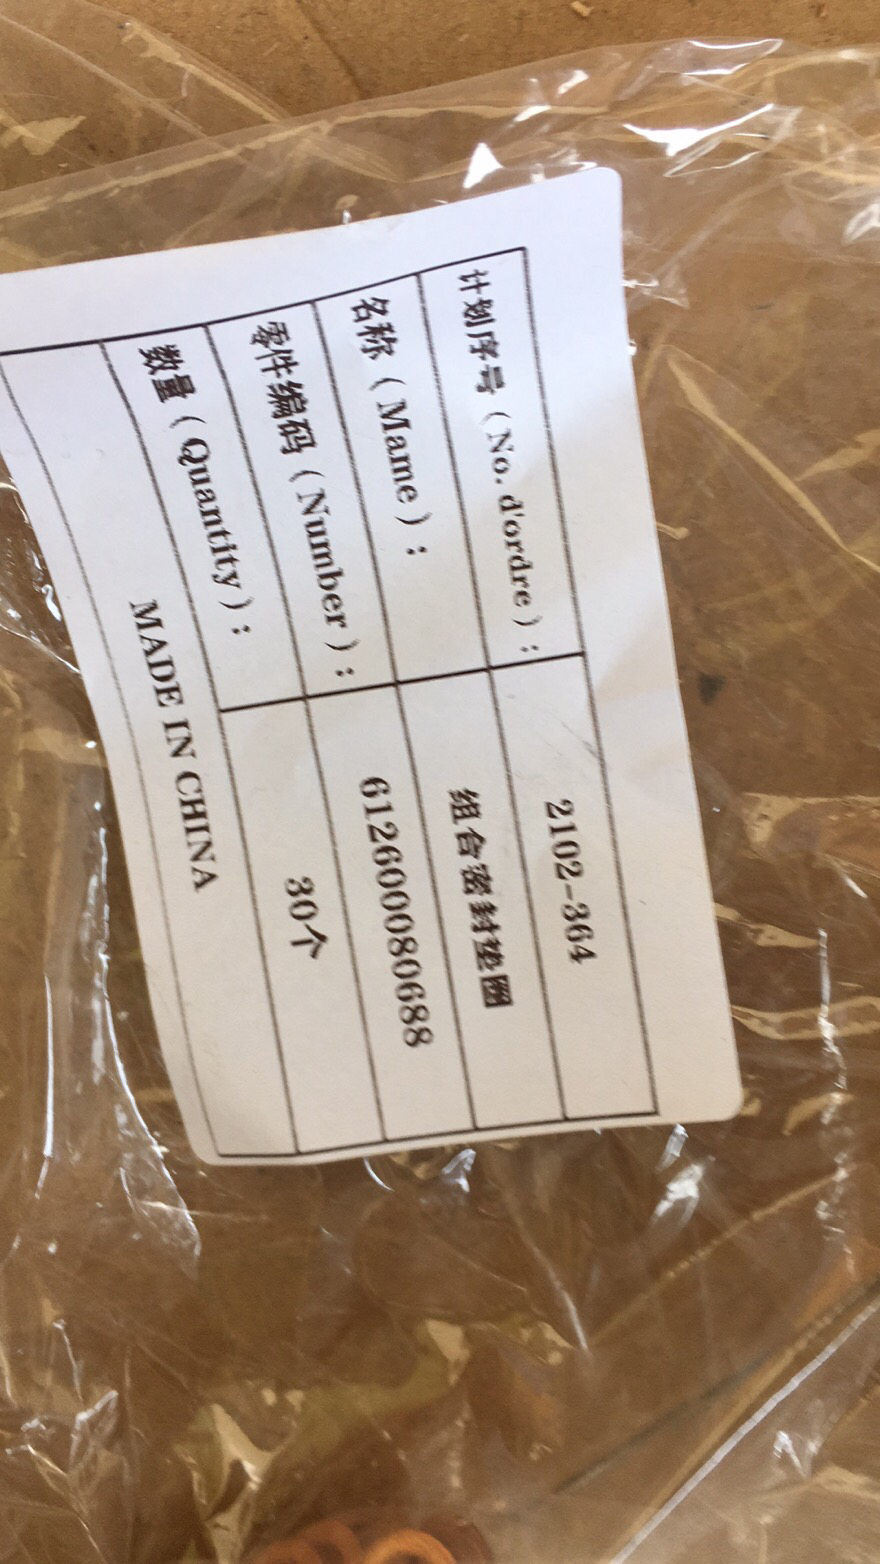 计划序号（No. d'ordre）： 2102-364
名称（Mame）： 组合密封垫圈
零件编码（Number）： 612600080688
数量（Quantity）： 30个
MADE IN CHINA